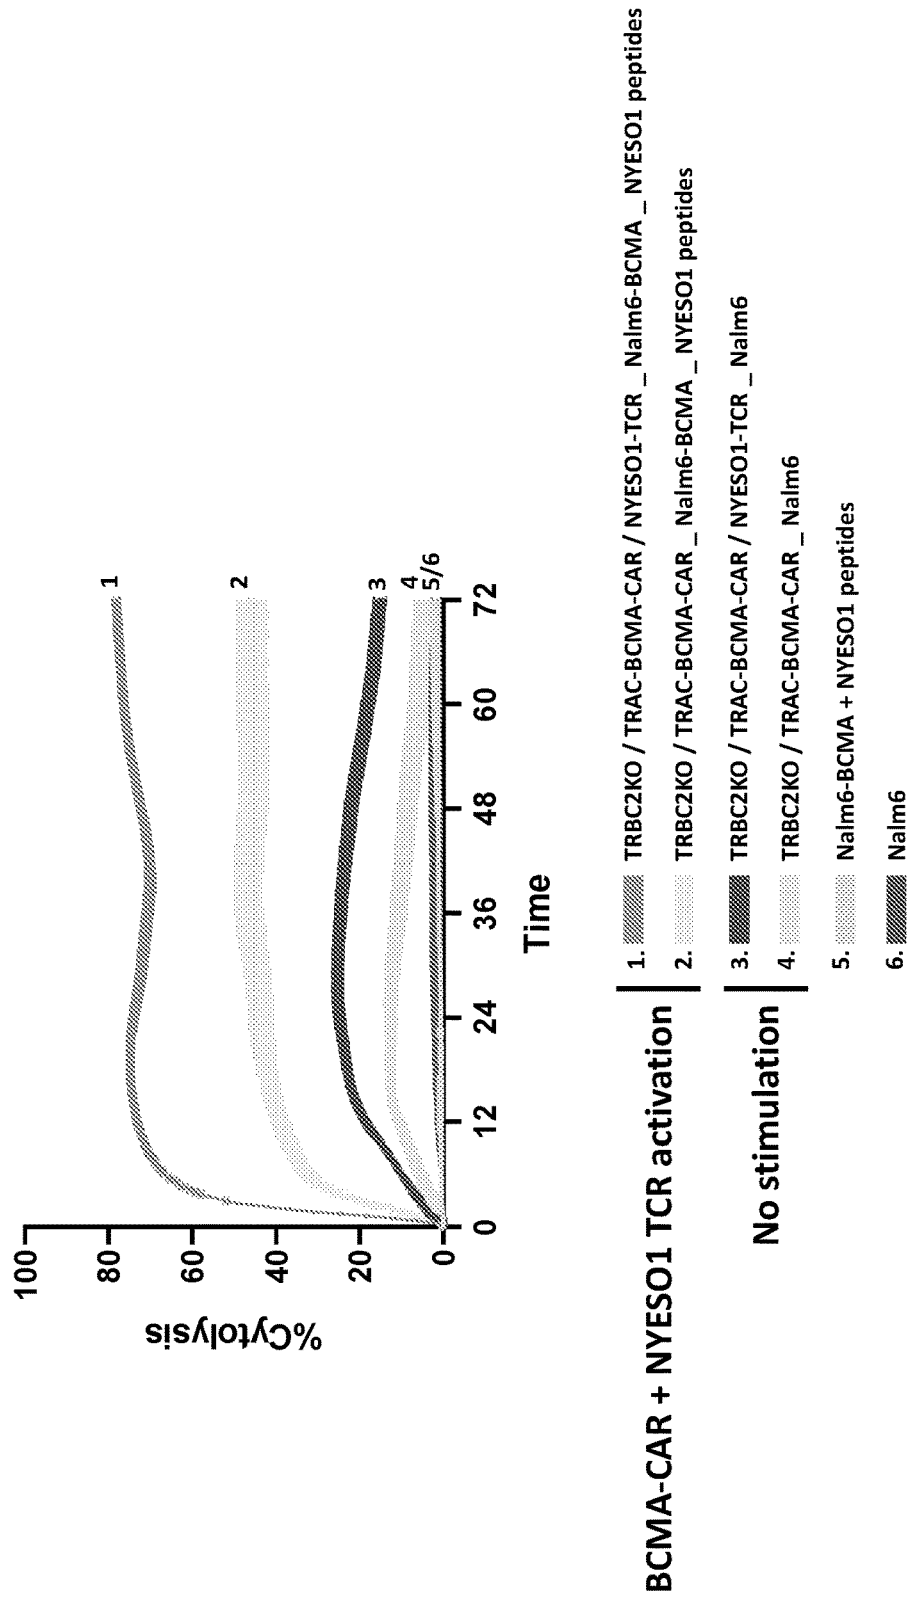 %Cytolysis
100
80
60
40
20
0
0
12
24
36
48
60
72
Time
1
2
3
4
5/6
BCMA-CAR + NYESO1 TCR activation
1. TRBC2KO / TRAC-BCMA-CAR / NYESO1-TCR _ Nalm6-BCMA _ NYESO1 peptides
2. TRBC2KO / TRAC-BCMA-CAR _ Nalm6-BCMA _ NYESO1 peptides
No stimulation
3. TRBC2KO / TRAC-BCMA-CAR / NYESO1-TCR _ Nalm6
4. TRBC2KO / TRAC-BCMA-CAR _ Nalm6
5. Nalm6-BCMA + NYESO1 peptides
6. Nalm6